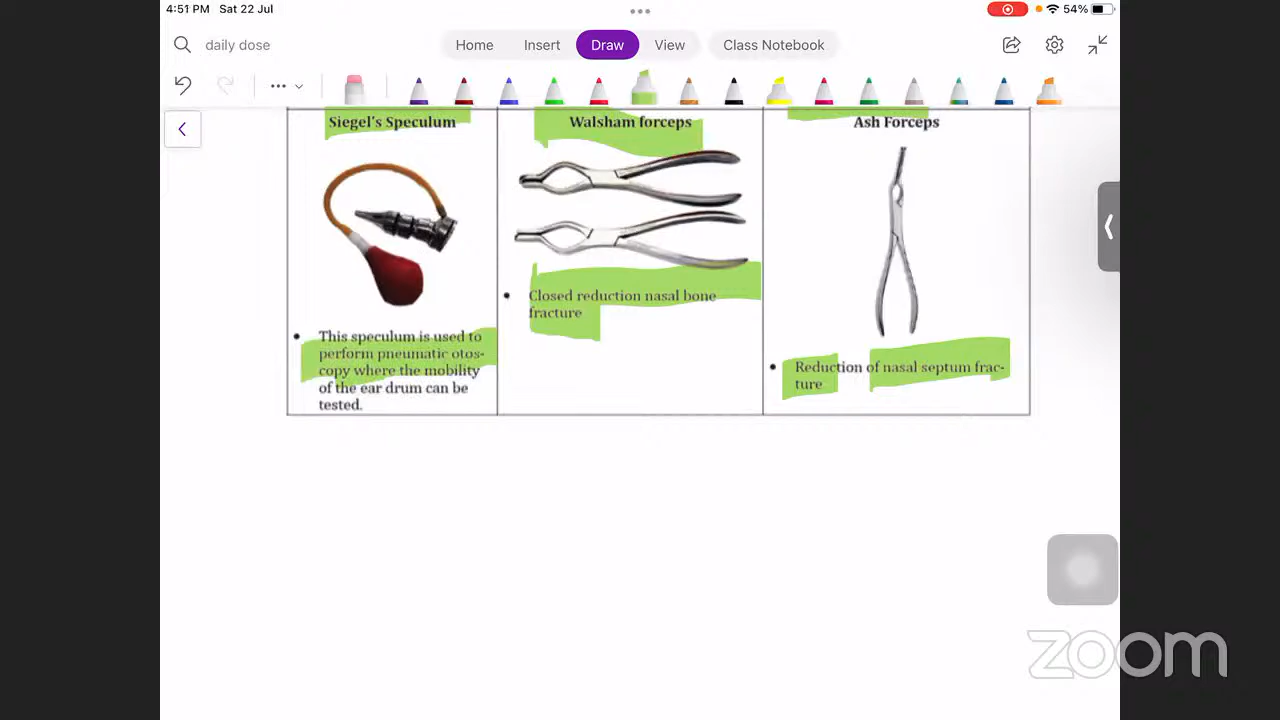 4:51 PM Sat 22 Jul
54%
daily dose
Home Insert Draw View Class Notebook
Siegel's Speculum
This speculum is used to
perform pneumatic otos-
copy where the mobility
of the ear drum can be
tested.
Walsham forceps
Closed reduction nasal bone
fracture
Ash Forceps
Reduction of nasal septum frac-
ture
zoom